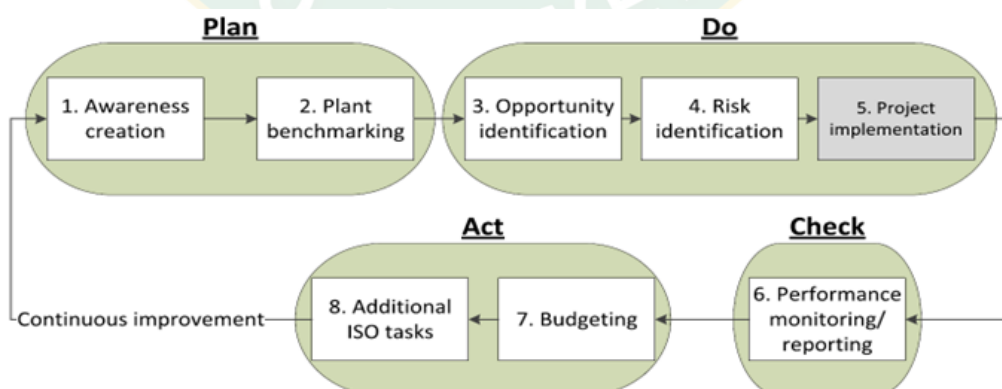 Plan
Do
1. Awareness
creation
2. Plant
benchmarking
3. Opportunity
identification
4. Risk
identification
5. Project
implementation
Act
Check
Continuous improvement
8. Additional
ISO tasks
7. Budgeting
6. Performance
monitoring/
reporting